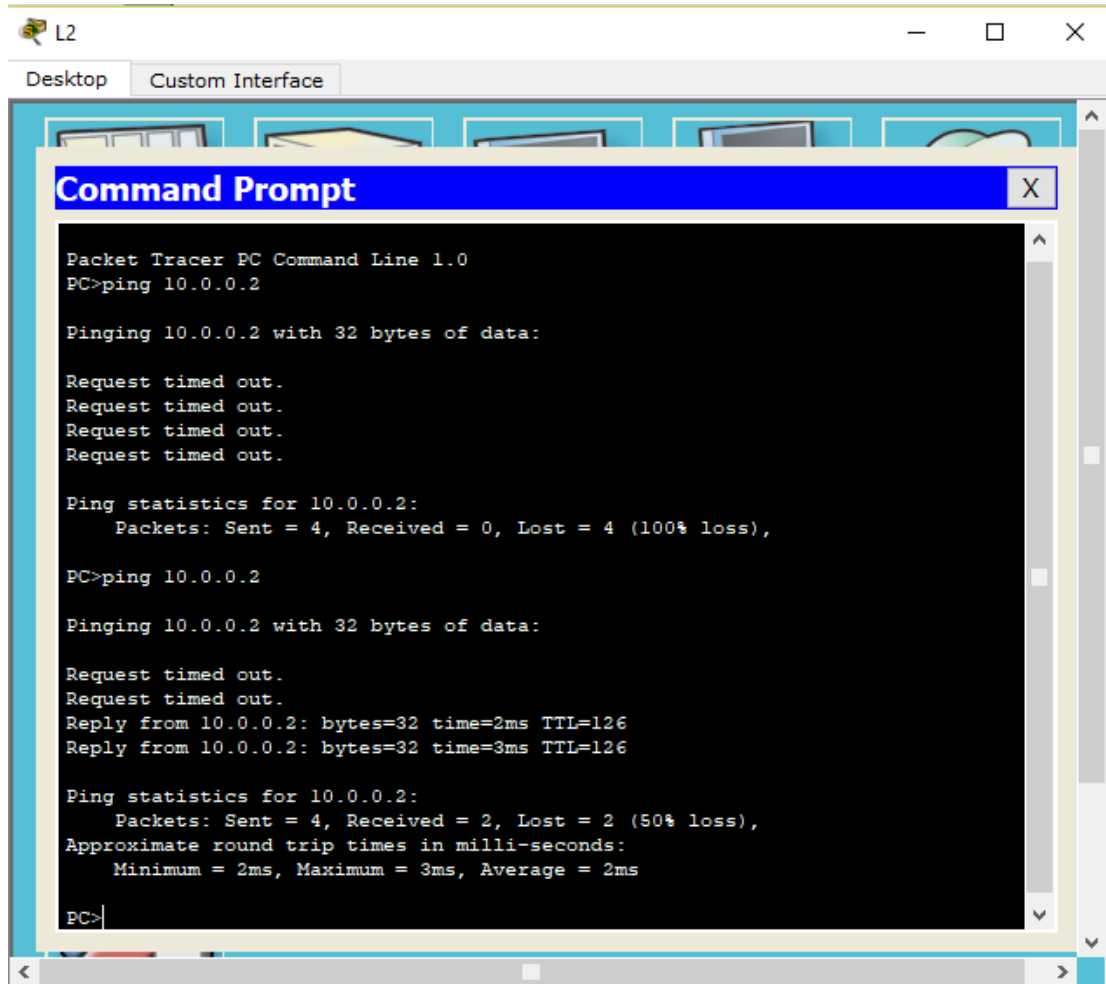 L2
Desktop
Custom Interface
Command Prompt
X
Packet Tracer PC Command Line 1.0
PC>ping 10.0.0.2
Pinging 10.0.0.2 with 32 bytes of data:
Request timed out.
Request timed out.
Request timed out.
Request timed out.
Ping statistics for 10.0.0.2:
Packets: Sent = 4, Received = 0, Lost = 4 (100% loss),
PC>ping 10.0.0.2
Pinging 10.0.0.2 with 32 bytes of data:
Request timed out.
Request timed out.
Reply from 10.0.0.2: bytes=32 time=2ms TTL=126
Reply from 10.0.0.2: bytes=32 time=3ms TTL=126
Ping statistics for 10.0.0.2:
Packets: Sent = 4, Received = 2, Lost = 2 (50% loss),
Approximate round trip times in milli-seconds:
Minimum = 2ms, Maximum = 3ms, Average = 2ms
PC>